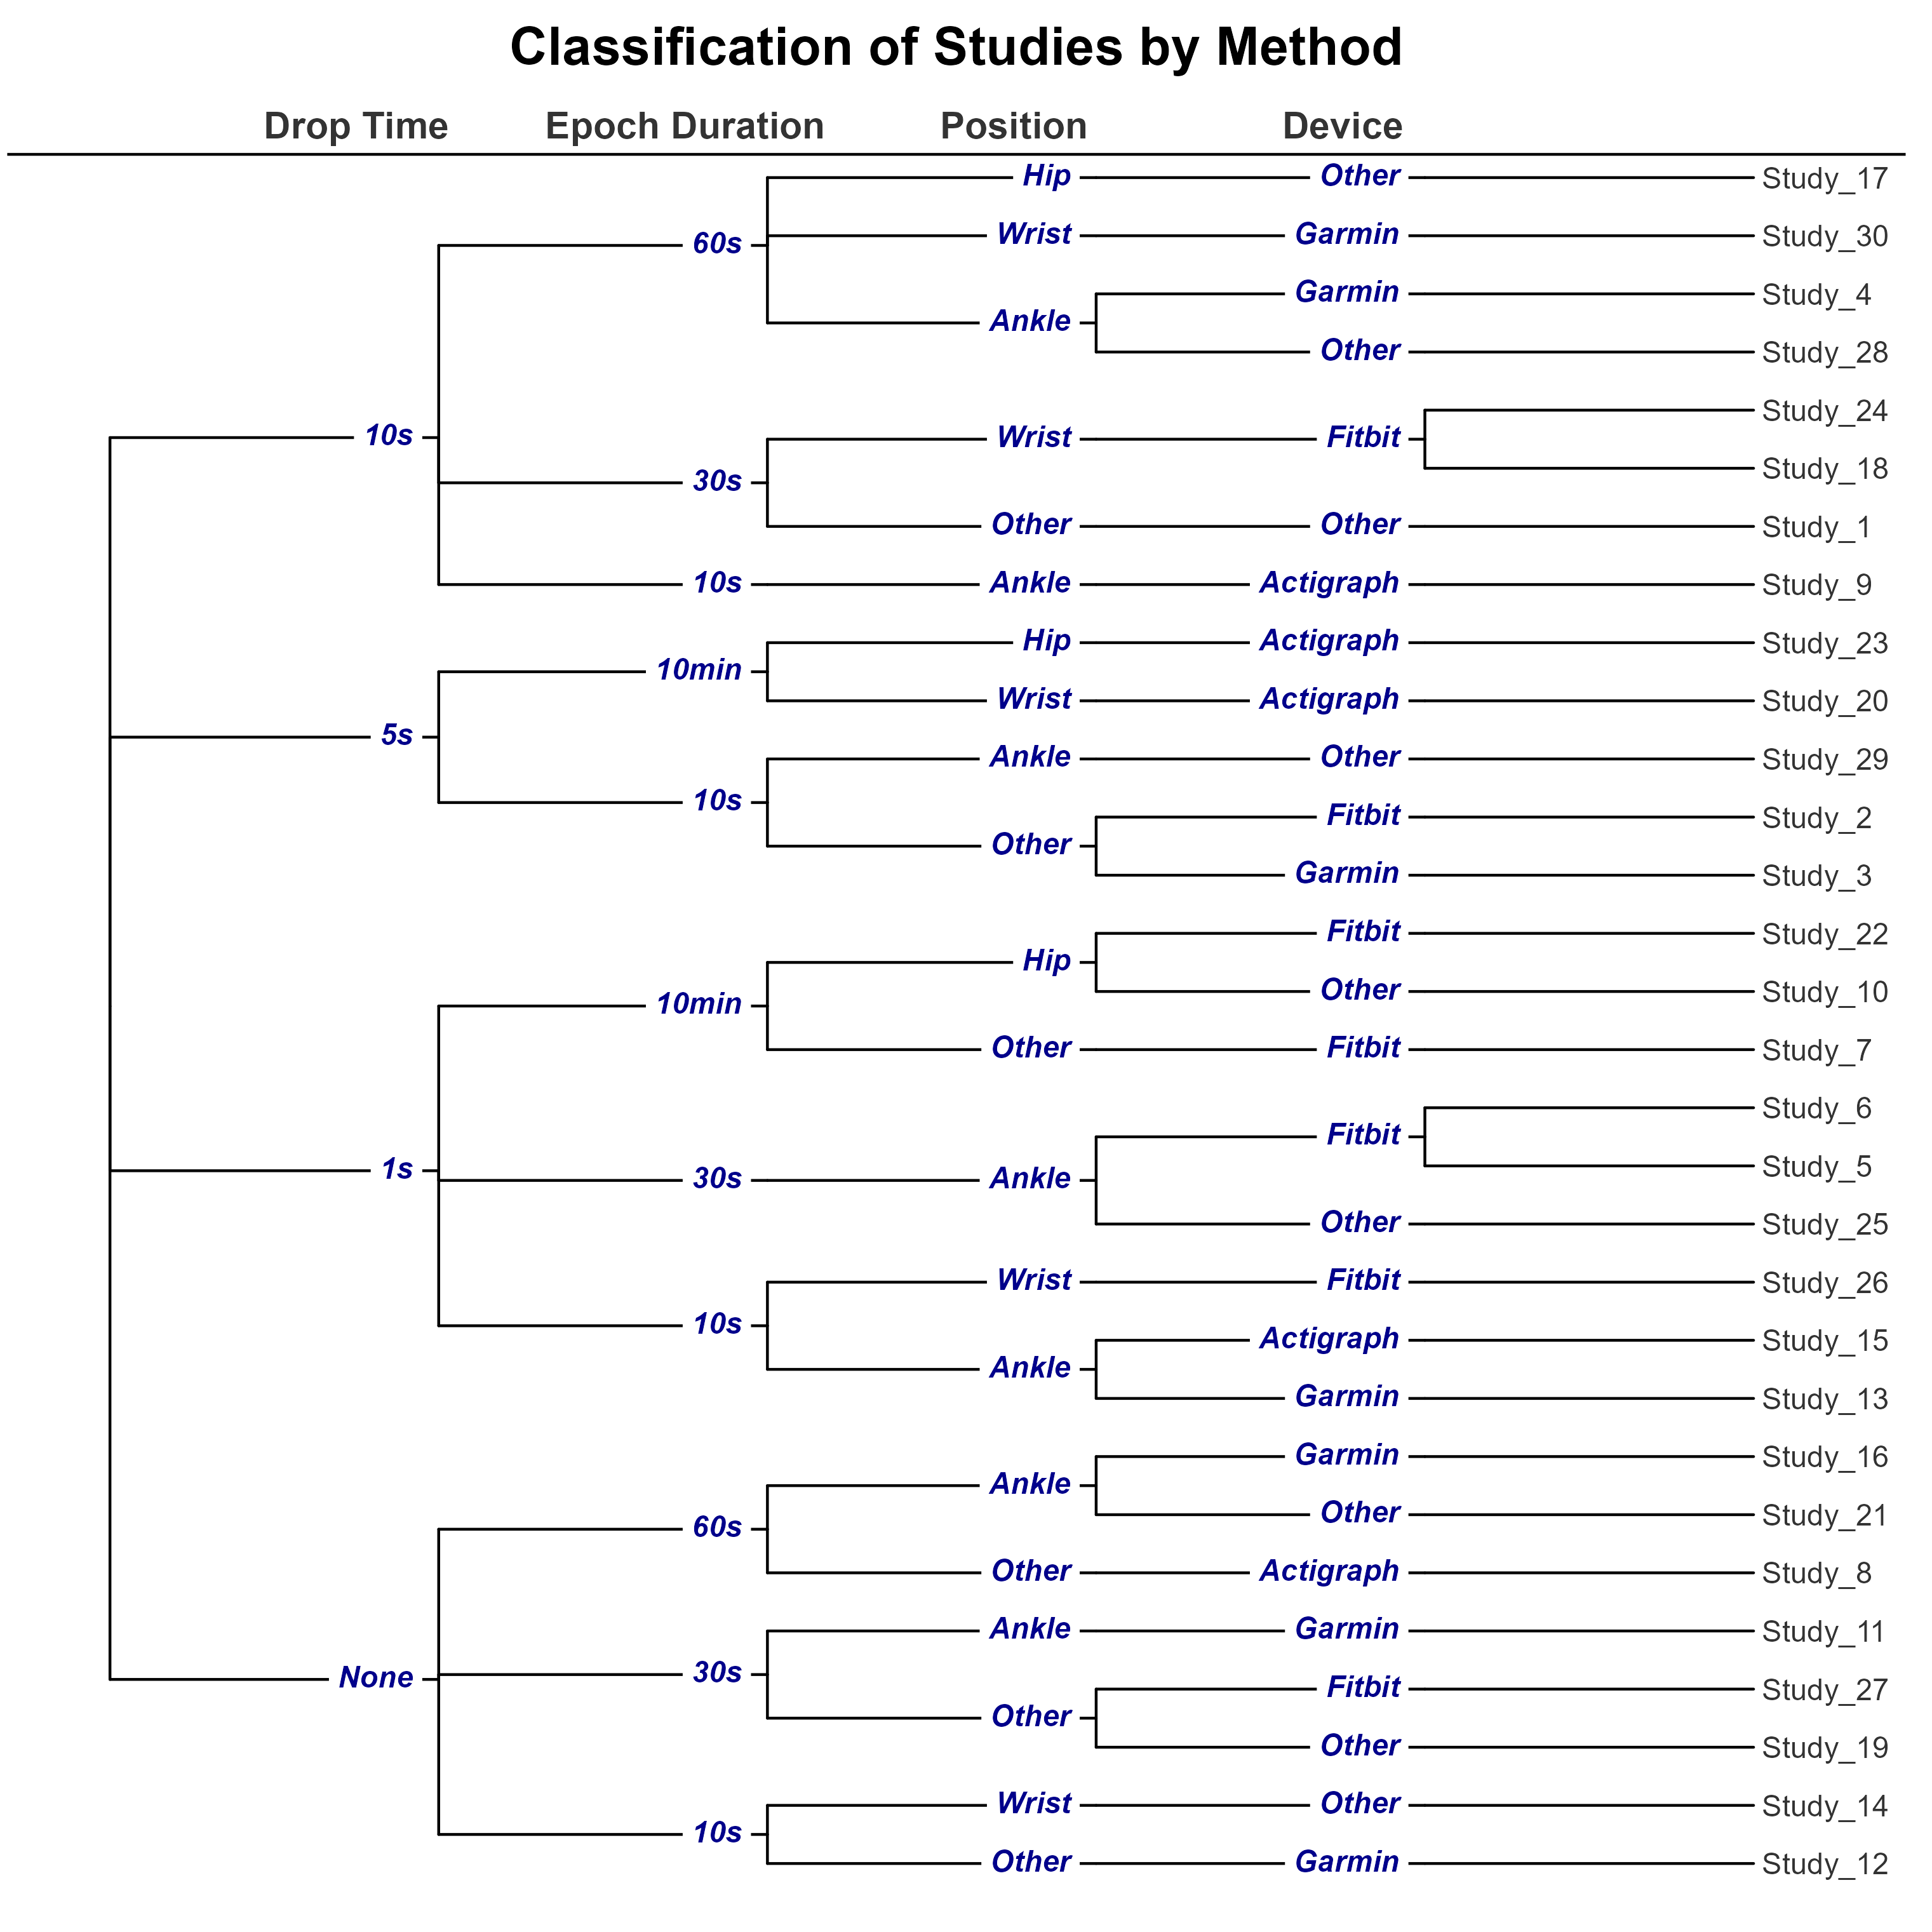 Classification of Studies by Method
Drop Time Epoch Duration Position Device
Hip Other Study_17
60s
Wrist Garmin Study_30
Garmin Study_4
Ankle
Other Study_28
Study_24
10s Wrist Fitbit
Study_18
30s
Other Other Study_1
10s Ankle Actigraph Study_9
Hip Actigraph Study_23
10min
Wrist Actigraph Study_20
5s
Ankle Other Study_29
10s
Fitbit Study_2
Other
Garmin Study_3
Fitbit Study_22
Hip
Other Study_10
10min
Other Fitbit Study_7
Study_6
Fitbit
Study_5
1s 30s Ankle
Other Study_25
Wrist Fitbit Study_26
10s
Actigraph Study_15
Ankle
Garmin Study_13
Garmin Study_16
Ankle
Other Study_21
60s
Other Actigraph Study_8
Ankle Garmin Study_11
None 30s
Fitbit Study_27
Other
Other Study_19
Wrist Other Study_14
10s
Other Garmin Study_12